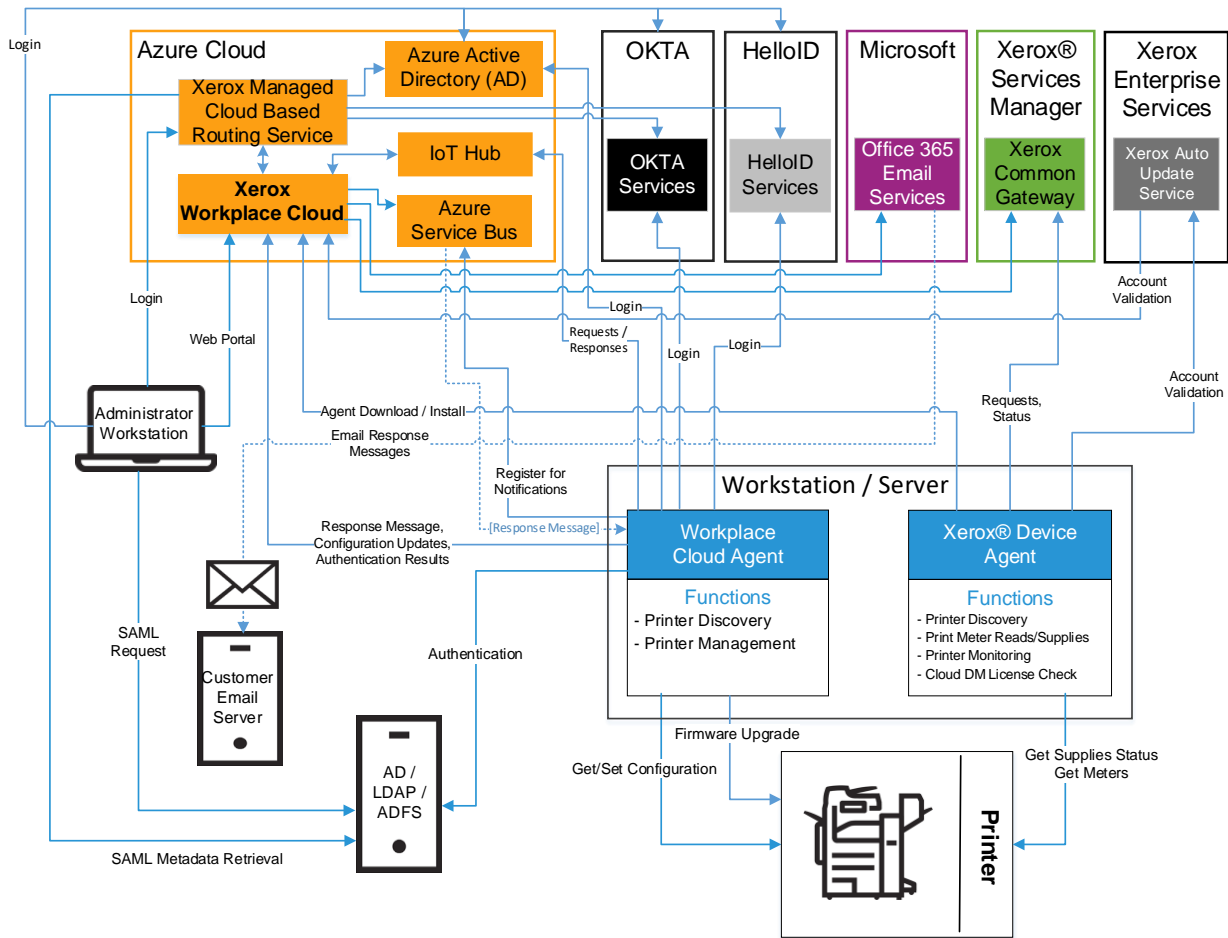 Login
Azure Cloud
Azure Active
Directory (AD)
Xerox Managed
Cloud Based
Routing Service
IoT Hub
Xerox
Workplace Cloud
Azure
Service Bus
OKTA
OKTA
Services
HelloID
HelloID
Services
Microsoft
Office 365
Email
Services
Xerox®
Services
Manager
Xerox
Common
Gateway
Xerox
Enterprise
Services
Xerox Auto
Update
Service
Login
Web Portal
Login
Requests /
Responses
Login
Login
Account
Validation
Account
Validation
Administrator
Workstation
Agent Download / Install
Email Response
Messages
Requests,
Status
Register for
Notifications
Workstation / Server
[Response Message]
Response Message,
Configuration Updates,
Authentication Results
Workplace
Cloud Agent
Functions
- Printer Discovery
- Printer Management
Xerox® Device
Agent
Functions
- Printer Discovery
- Print Meter Reads/Supplies
- Printer Monitoring
- Cloud DM License Check
SAML
Request
Authentication
Customer
Email
Server
Firmware Upgrade
Get/Set Configuration
Get Supplies Status
Get Meters
AD /
LDAP /
ADFS
Printer
SAML Metadata Retrieval